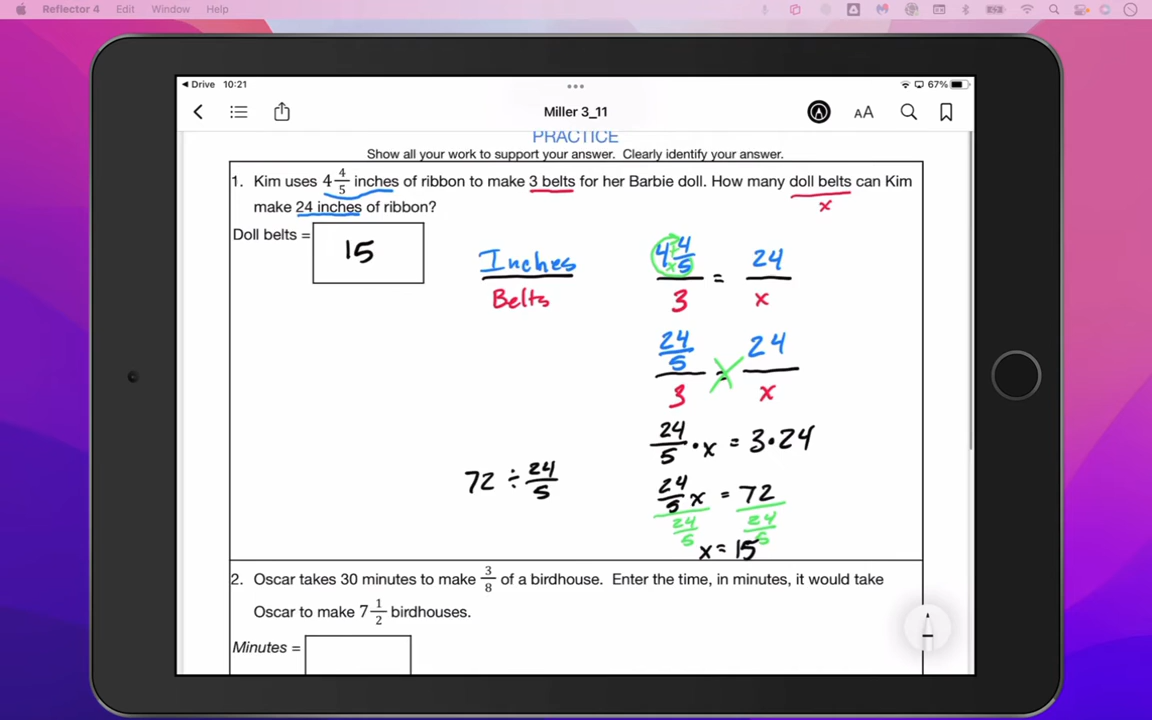 Reflector 4 Edit Window Help
Drive 10:21 67%
Miller 3_11
PRACTICE
Show all your work to support your answer. Clearly identify your answer.
1. Kim uses 4 4/5 inches of ribbon to make 3 belts for her Barbie doll. How many doll belts can Kim
make 24 inches of ribbon?
x
Doll belts = 15
Inches / Belts
4 4/5 / 3 = 24 / x
24/5 / 3 = 24 / x
24/5 • x = 3 • 24
72 ÷ 24/5
24/5 x = 72
24/5 24/5
x = 15
2. Oscar takes 30 minutes to make 3/8 of a birdhouse. Enter the time, in minutes, it would take
Oscar to make 7 1/2 birdhouses.
Minutes =